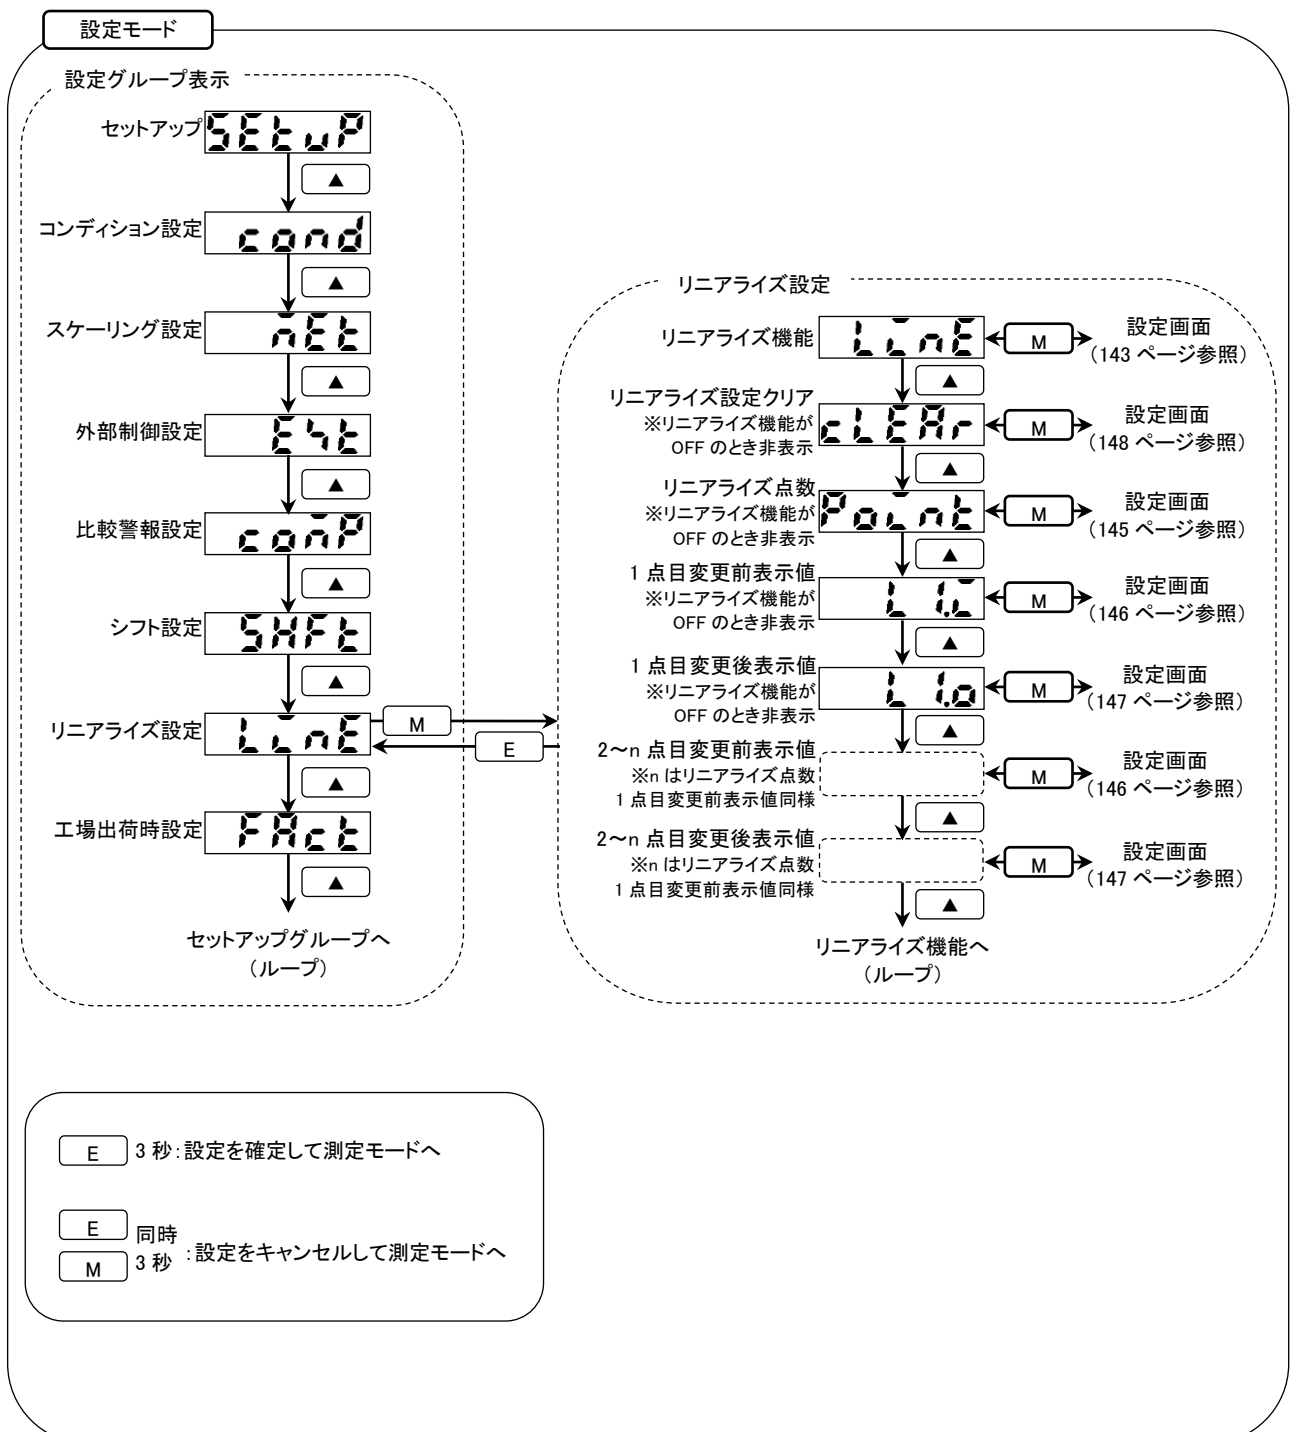 設定モード
設定グループ表示
セットアップ SEtuP
▲
コンディション設定 cond
▲
スケーリング設定 mEt
▲
外部制御設定 Eyt
▲
比較警報設定 comP
▲
シフト設定 SHFt
▲
リニアライズ設定 LinE
M
E
▲
工場出荷時設定 FAct
▲
セットアップグループへ
(ループ)
リニアライズ設定
リニアライズ機能 LinE M 設定画面
(143 ページ参照)
▲
リニアライズ設定クリア
※リニアライズ機能が
OFF のとき非表示
cLEAr M 設定画面
(148 ページ参照)
▲
リニアライズ点数
※リニアライズ機能が
OFF のとき非表示
Point M 設定画面
(145 ページ参照)
▲
1 点目変更前表示値
※リニアライズ機能が
OFF のとき非表示
L 1.i M 設定画面
(146 ページ参照)
▲
1 点目変更後表示値
※リニアライズ機能が
OFF のとき非表示
L 1.o M 設定画面
(147 ページ参照)
▲
2～n 点目変更前表示値
※n はリニアライズ点数
1 点目変更前表示値同様
M 設定画面
(146 ページ参照)
▲
2～n 点目変更後表示値
※n はリニアライズ点数
1 点目変更前表示値同様
M 設定画面
(147 ページ参照)
▲
リニアライズ機能へ
(ループ)
E 3 秒:設定を確定して測定モードへ
E 同時
M 3 秒 :設定をキャンセルして測定モードへ